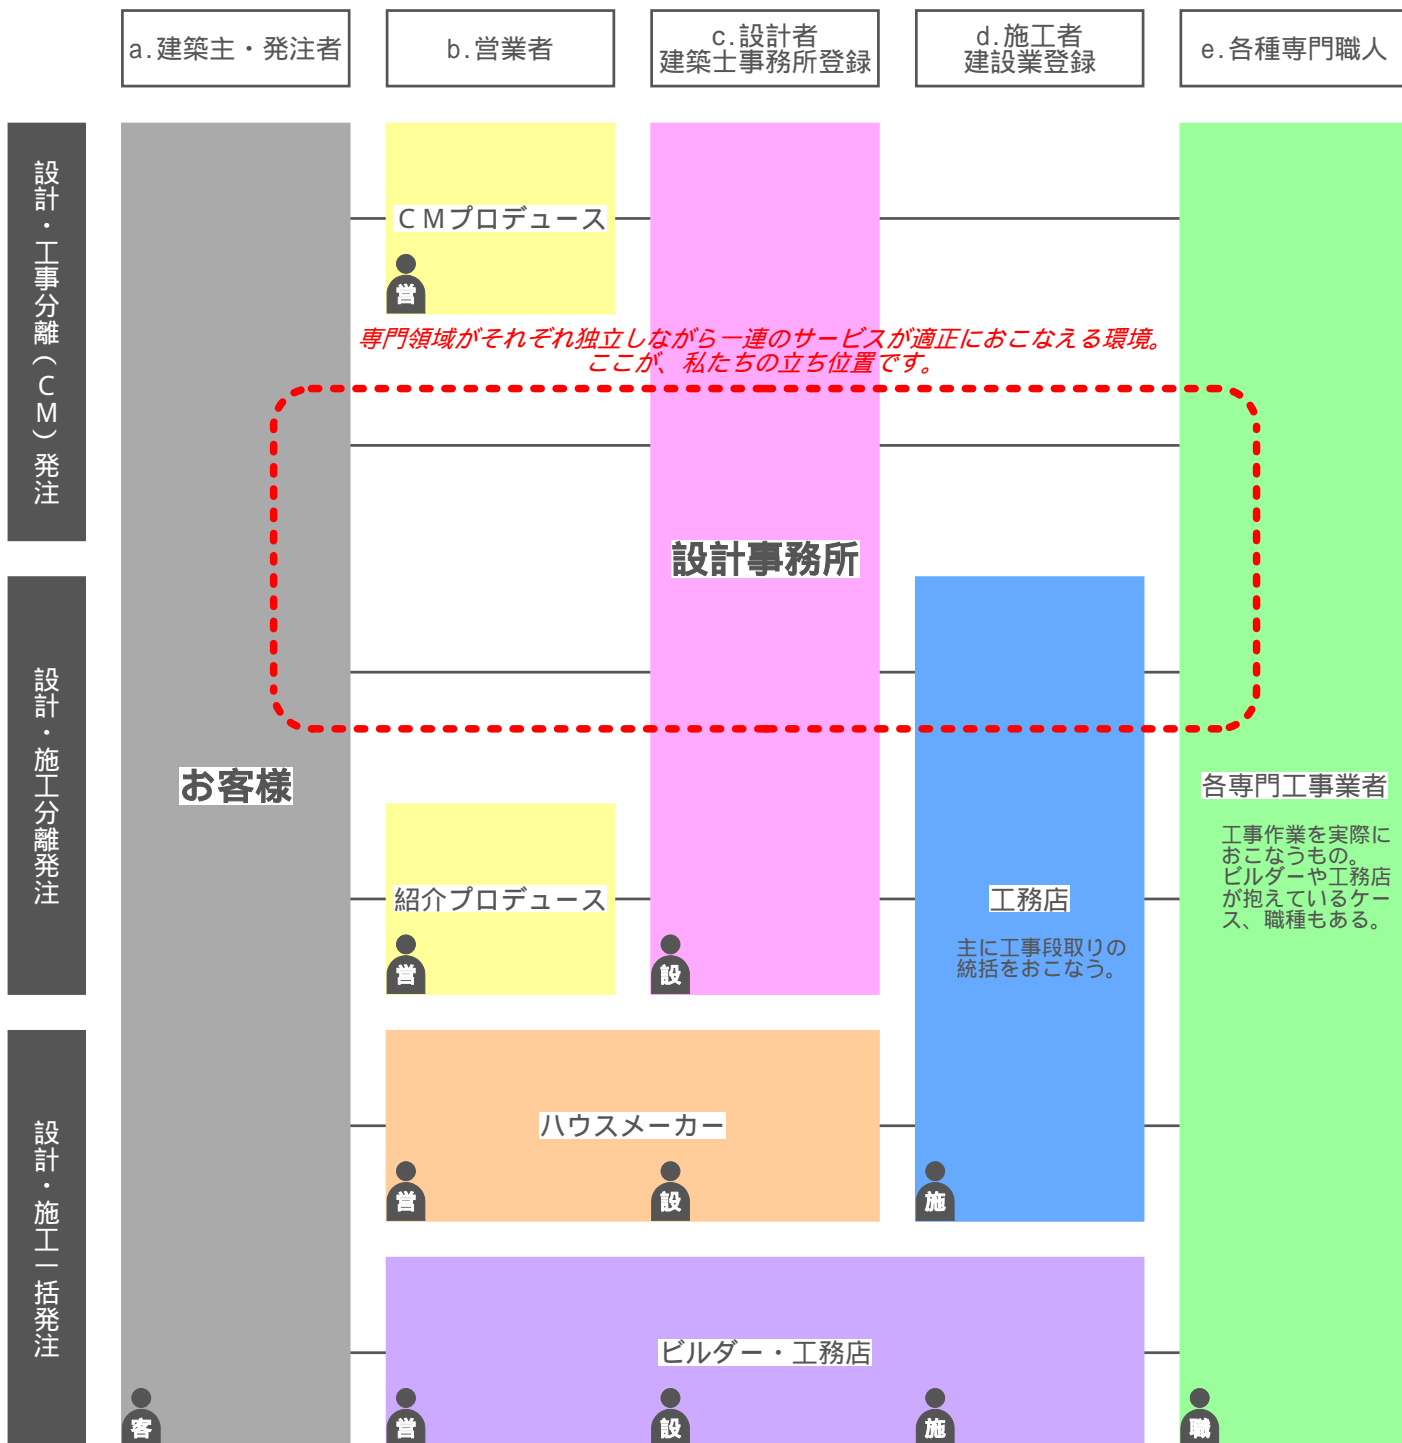 a.建築主・発注者
b.営業者
c.設計者
建築士事務所登録
d.施工者
建設業登録
e.各種専門職人
設計・工事分離（ＣＭ）発注
ＣＭプロデュース
営
専門領域がそれぞれ独立しながら一連のサービスが適正におこなえる環境。
ここが、私たちの立ち位置です。
設計事務所
設計・施工分離発注
お客様
各専門工事業者
工事作業を実際に
おこなうもの。
ビルダーや工務店
が抱えているケー
ス、職種もある。
紹介プロデュース
営
設
工務店
主に工事段取りの
統括をおこなう。
設計・施工一括発注
ハウスメーカー
営
設
施
ビルダー・工務店
客
営
設
施
職